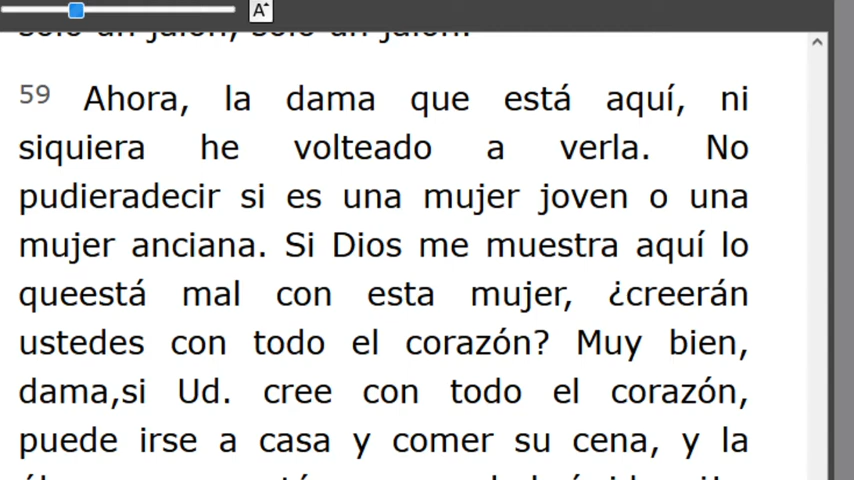 A
59 Ahora, la dama que está aquí, ni
siquiera he volteado a verla. No
pudieradecir si es una mujer joven o una
mujer anciana. Si Dios me muestra aquí lo
queestá mal con esta mujer, ¿creerán
ustedes con todo el corazón? Muy bien,
dama,si Ud. cree con todo el corazón,
puede irse a casa y comer su cena, y la